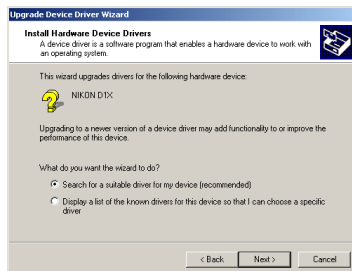 Upgrade Device Driver Wizard
Install Hardware Device Drivers
A device driver is a software program that enables a hardware device to work with
an operating system.
This wizard upgrades drivers for the following hardware device:
NIKON D1X
Upgrading to a newer version of a device driver may add functionality to or improve the
performance of this device.
What do you want the wizard to do?
Search for a suitable driver for my device (recommended)
Display a list of the known drivers for this device so that I can choose a specific
driver
< Back
Next >
Cancel